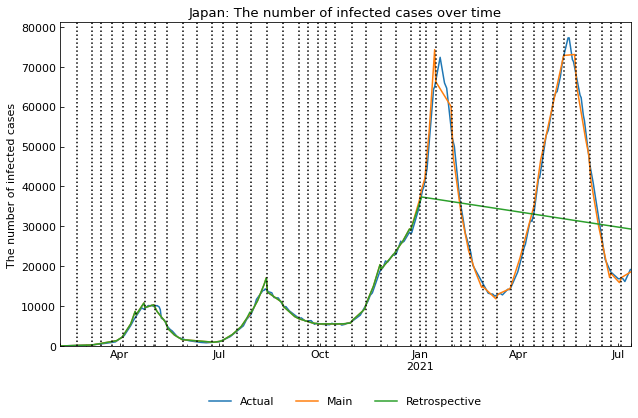 Japan: The number of infected cases over time
The number of infected cases
80000
70000
60000
50000
40000
30000
20000
10000
0
Apr Jul Oct Jan Apr Jul
2021
Actual Main Retrospective